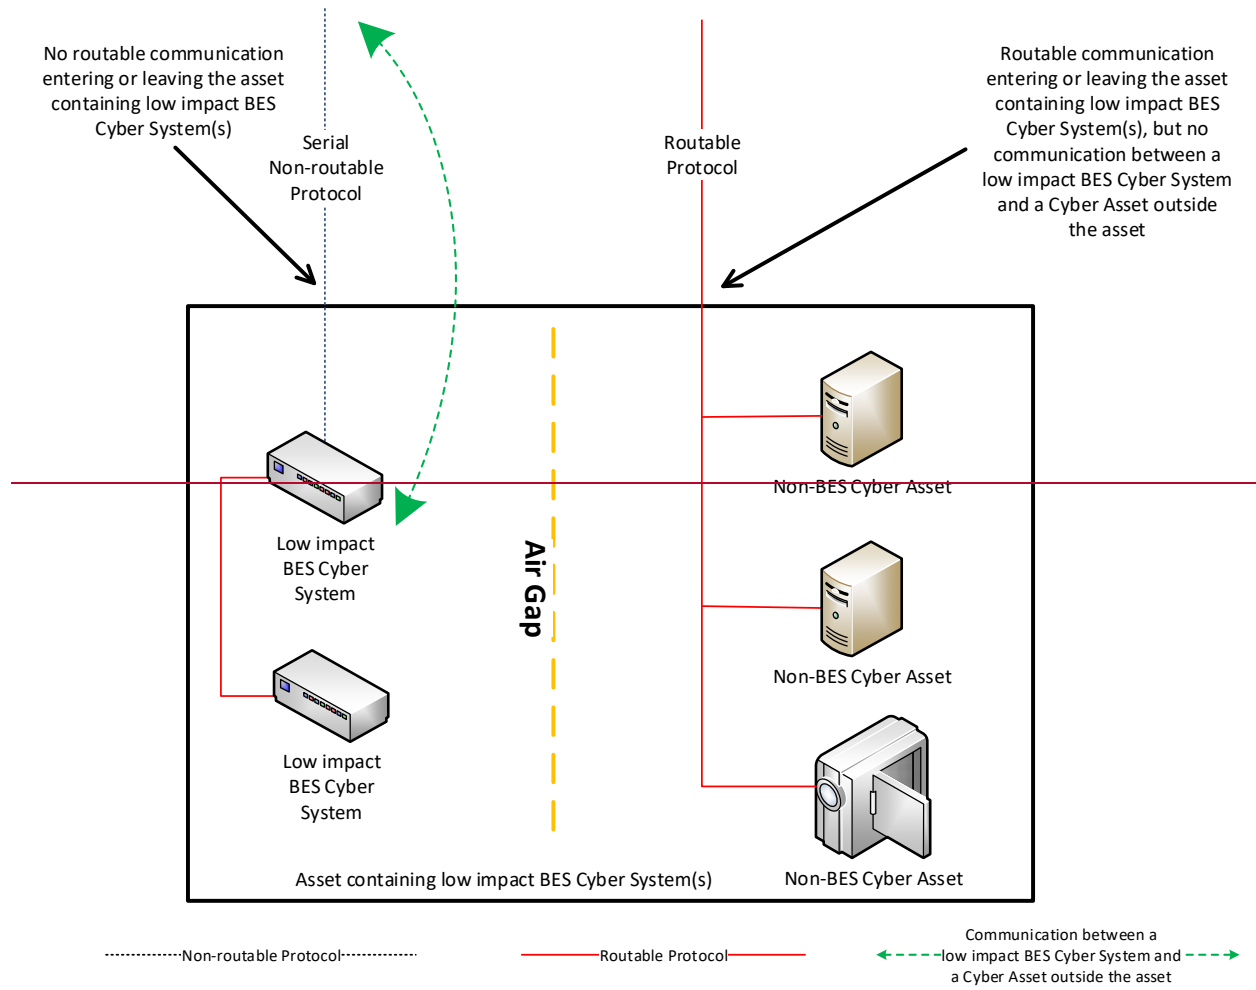 No routable communication
entering or leaving the asset
containing low impact BES
Cyber System(s)
Serial
Non-routable
Protocol
Routable
Protocol
Routable communication
entering or leaving the asset
containing low impact BES
Cyber System(s), but no
communication between a
low impact BES Cyber System
and a Cyber Asset outside
the asset
Low impact
BES Cyber
System
Low impact
BES Cyber
System
Air Gap
Non-BES Cyber Asset
Non-BES Cyber Asset
Non-BES Cyber Asset
Asset containing low impact BES Cyber System(s)
Non-routable Protocol
Routable Protocol
Communication between a
low impact BES Cyber System and
a Cyber Asset outside the asset